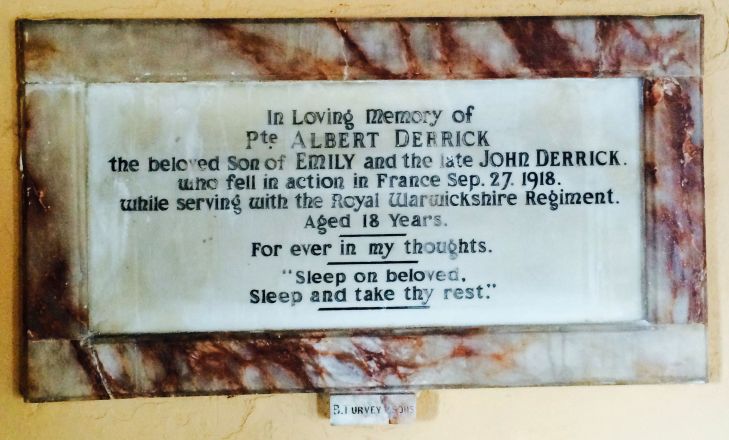 In Loving Memory of
Pte ALBERT DERRICK
the beloved Son of EMILY and the late JOHN DERRICK.
who fell in action in France Sep. 27. 1918.
while serving with the Royal Warwickshire Regiment.
Aged 18 Years.
For ever in my thoughts.
"Sleep on beloved,
Sleep and take thy rest."